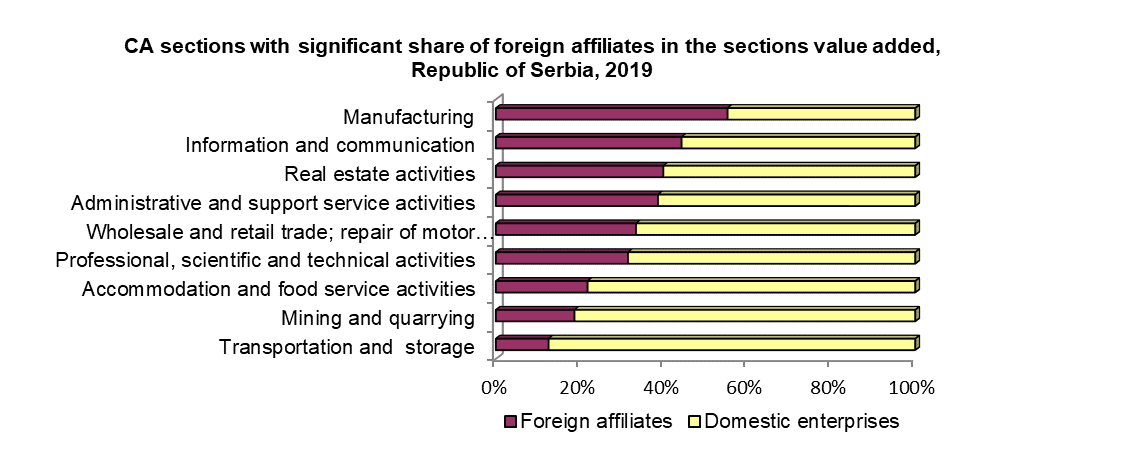 CA sections with significant share of foreign affiliates in the sections value added,
Republic of Serbia, 2019
Manufacturing
Information and communication
Real estate activities
Administrative and support service activities
Wholesale and retail trade; repair of motor…
Professional, scientific and technical activities
Accommodation and food service activities
Mining and quarrying
Transportation and  storage
0% 20% 40% 60% 80% 100%
Foreign affiliates Domestic enterprises